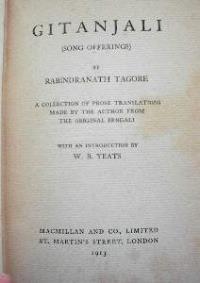 GITANJALI
(SONG OFFERINGS)
BY
RABINDRANATH TAGORE
A COLLECTION OF PROSE TRANSLATIONS
MADE BY THE AUTHOR FROM
THE ORIGINAL BENGALI
WITH AN INTRODUCTION BY
W. B. YEATS
MACMILLAN AND CO., LIMITED
ST. MARTIN'S STREET, LONDON
1913